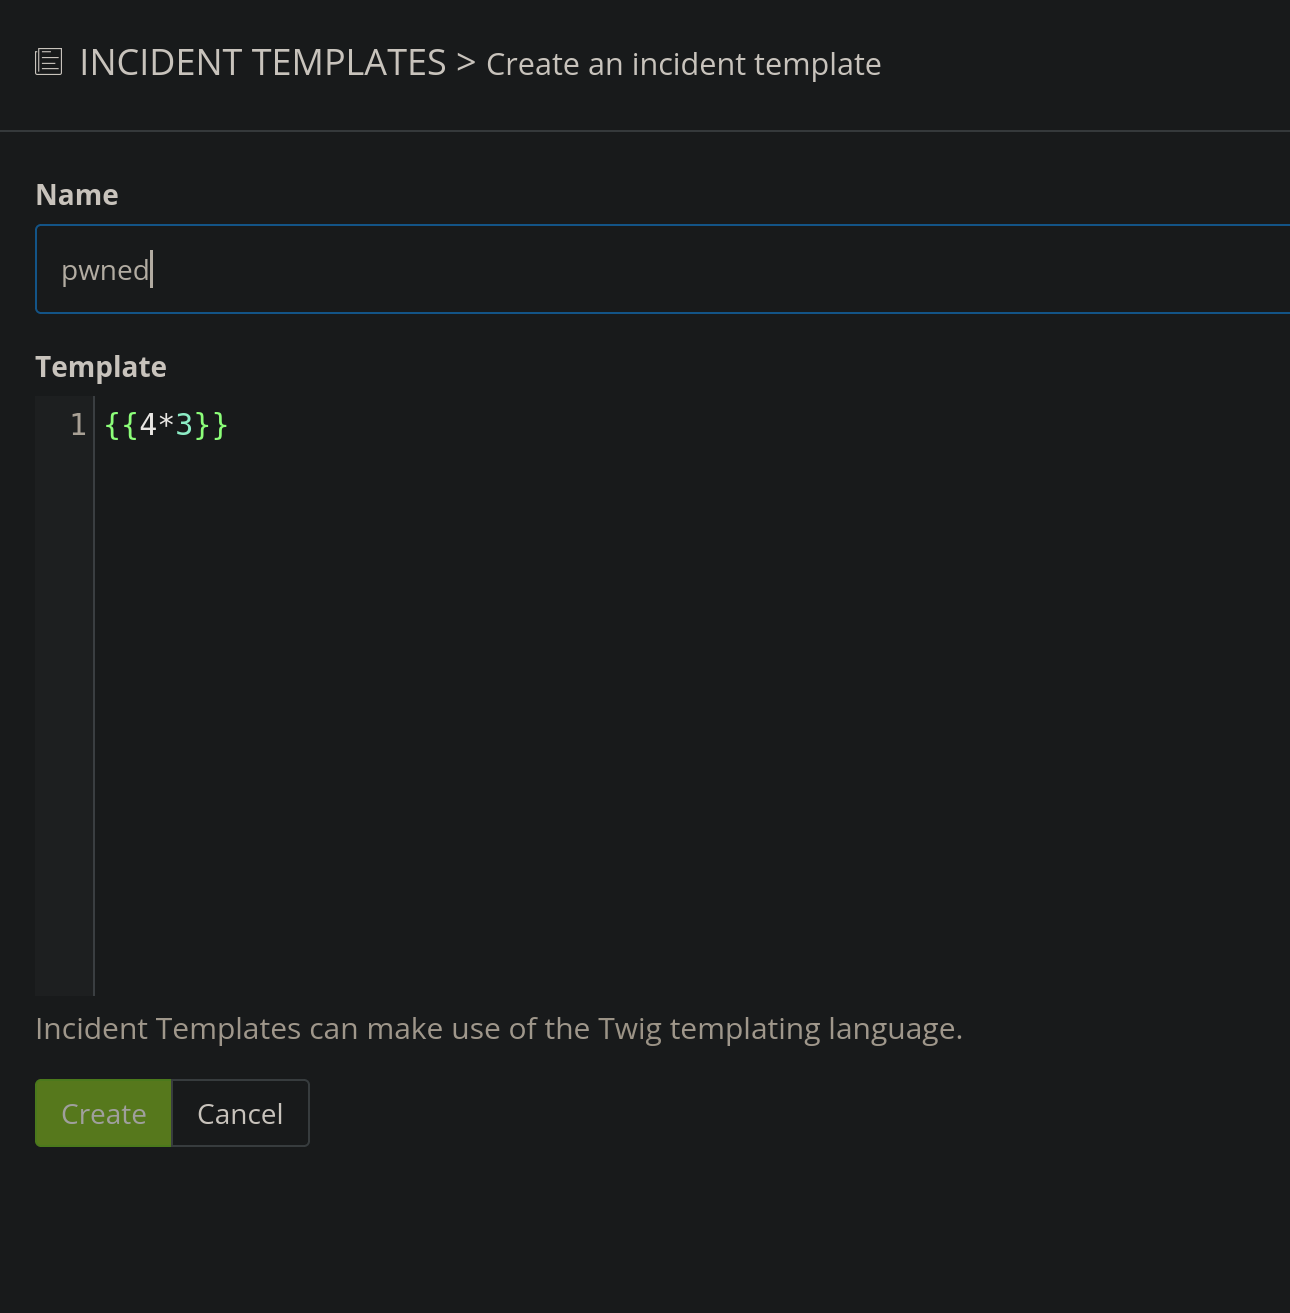 INCIDENT TEMPLATES > Create an incident template
Name
pwned
Template
1 {{4*3}}
Incident Templates can make use of the Twig templating language.
Create Cancel